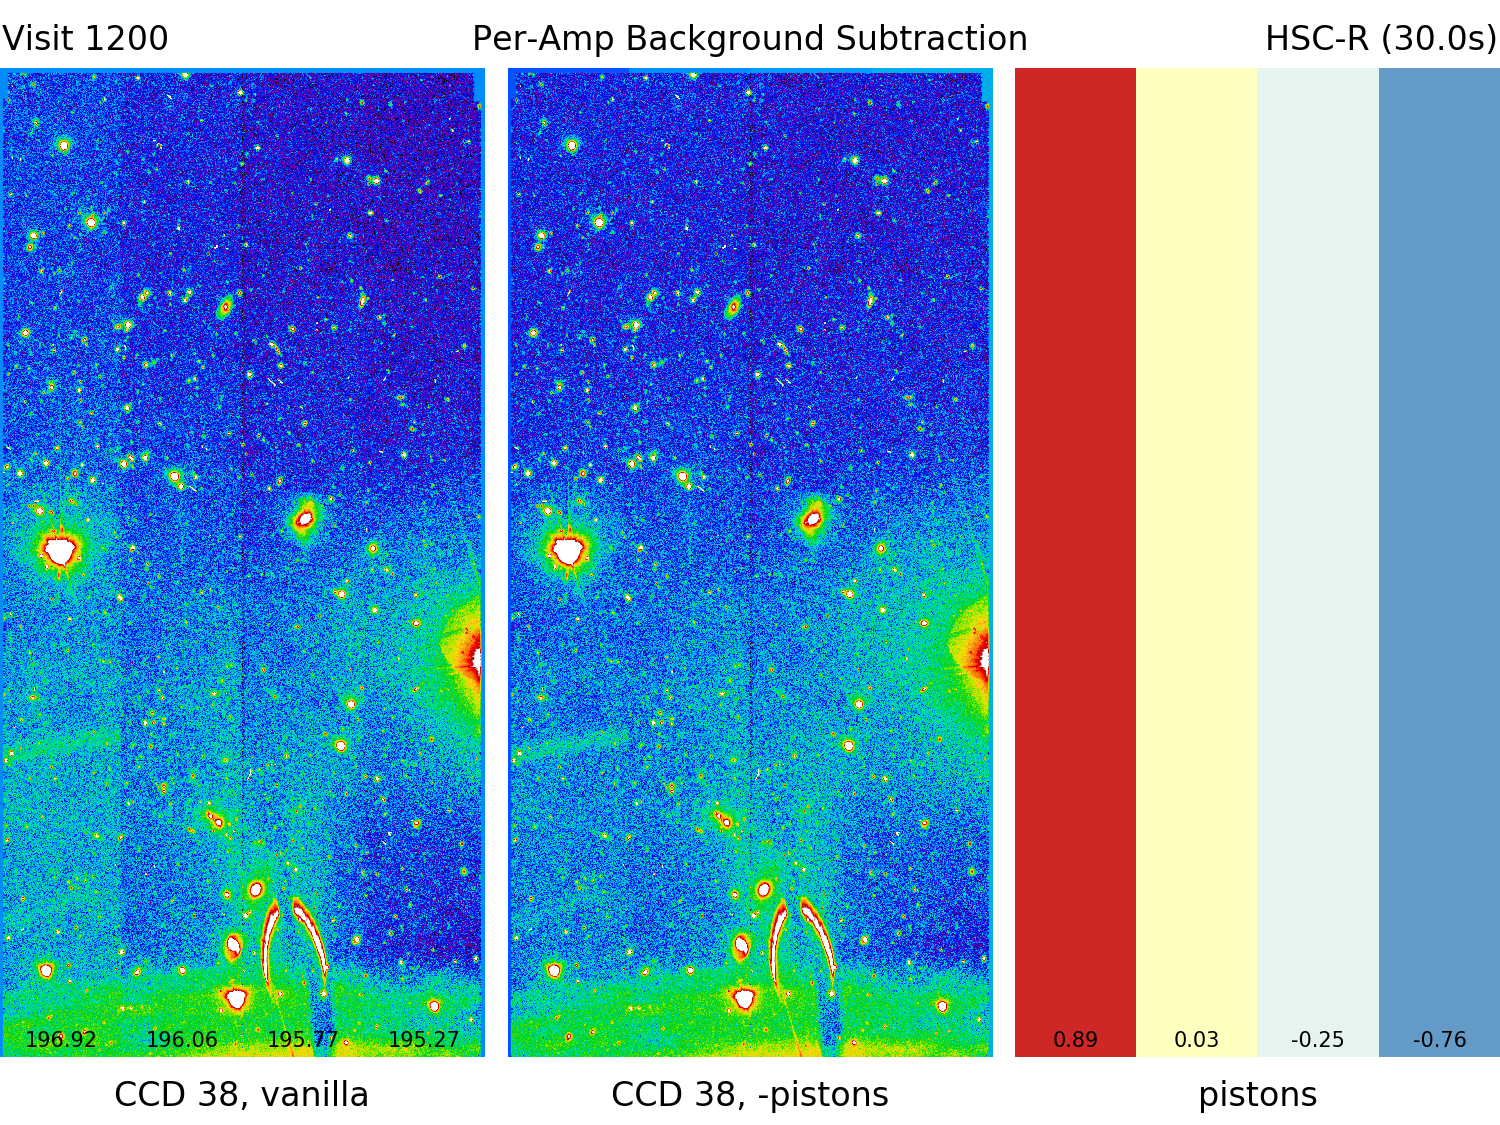 Visit 1200
Per-Amp Background Subtraction
HSC-R (30.0s)
196.92 196.06 195.77 195.27
0.89 0.03 -0.25 -0.76
CCD 38, vanilla
CCD 38, -pistons
pistons